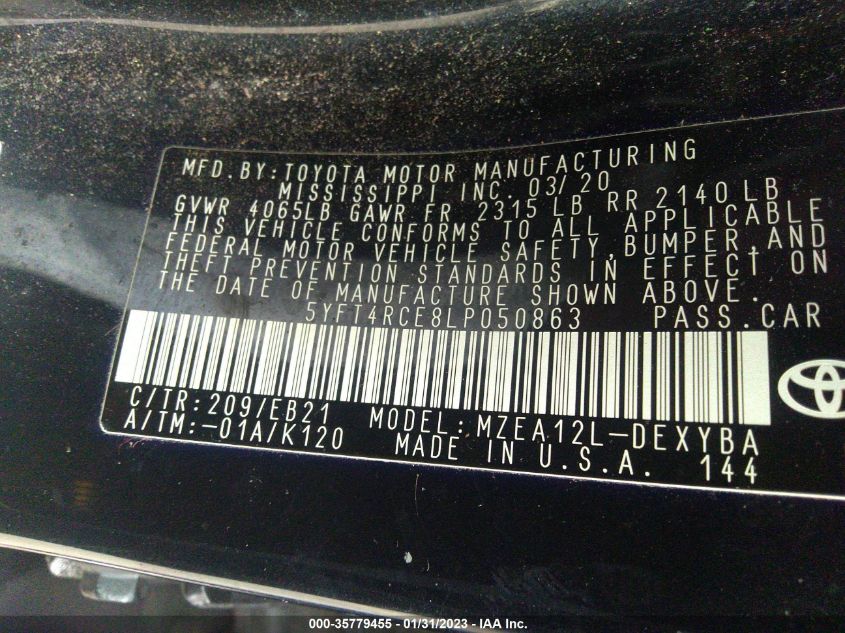 MFD.BY:TOYOTA MOTOR MANUFACTURING
MISSISSIPPI INC. 03/20
GVWR 4065LB GAWR FR 2315 LB RR 2140 LB
THIS VEHICLE CONFORMS TO ALL APPLICABLE
FEDERAL MOTOR VEHICLE SAFETY,BUMPER,AND
THEFT PREVENTION STANDARDS IN EFFECT ON
THE DATE OF MANUFACTURE SHOWN ABOVE.
5YFT4RCE8LP050863 PASS.CAR
C/TR:209/EB21 MODEL:MZEA12L-DEXYBA
A/TM:-01A/K120 MADE IN U.S.A. 144
000-35779455 - 01/31/2023 - IAA Inc.